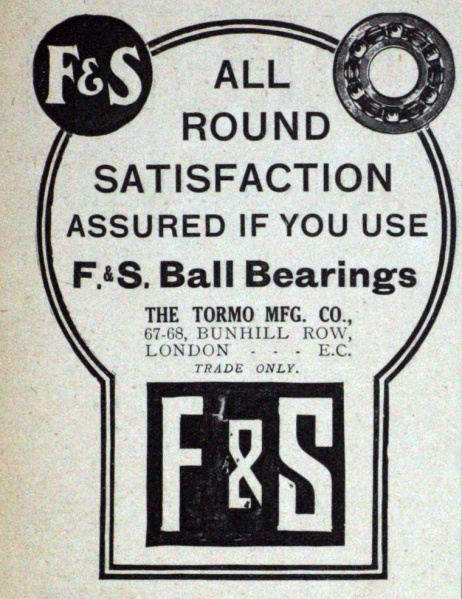 F&S
ALL
ROUND
SATISFACTION
ASSURED IF YOU USE
F.&S. Ball Bearings
THE TORMO MFG. CO.,
67-68, BUNHILL ROW,
LONDON - - - E.C.
TRADE ONLY.
F&S